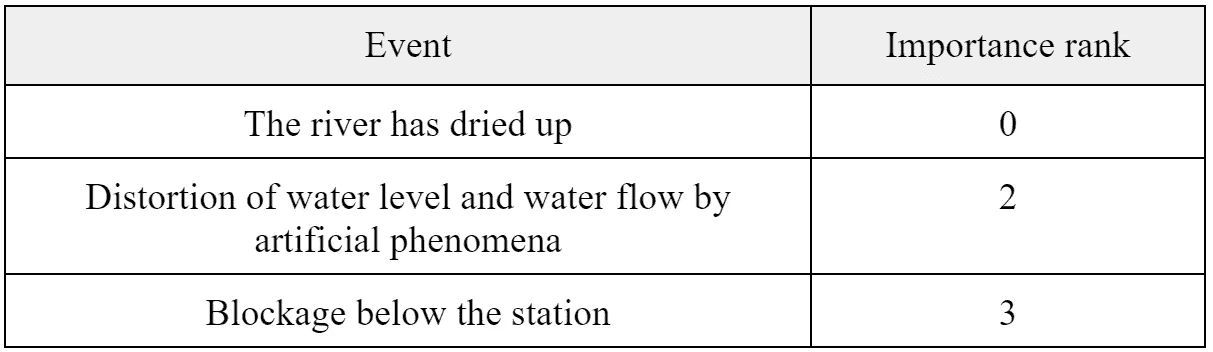 Event Importance rank
The river has dried up 0
Distortion of water level and water flow by 2
artificial phenomena
Blockage below the station 3